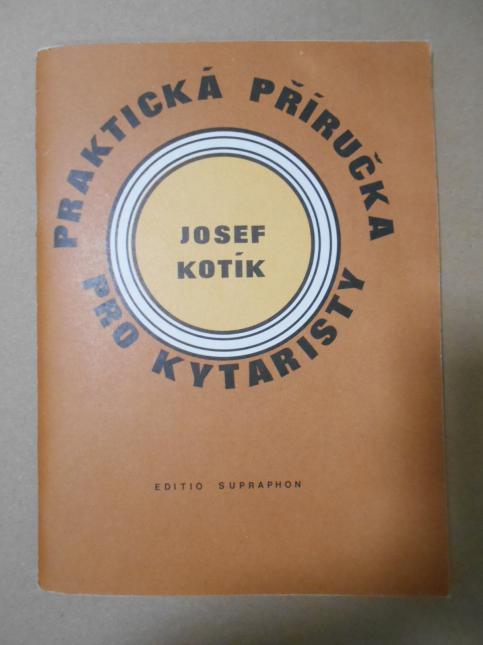 PRAKTICKÁ PŘÍRUČKA
PRO KYTARISTY
JOSEF
KOTÍK
EDITIO SUPRAPHON